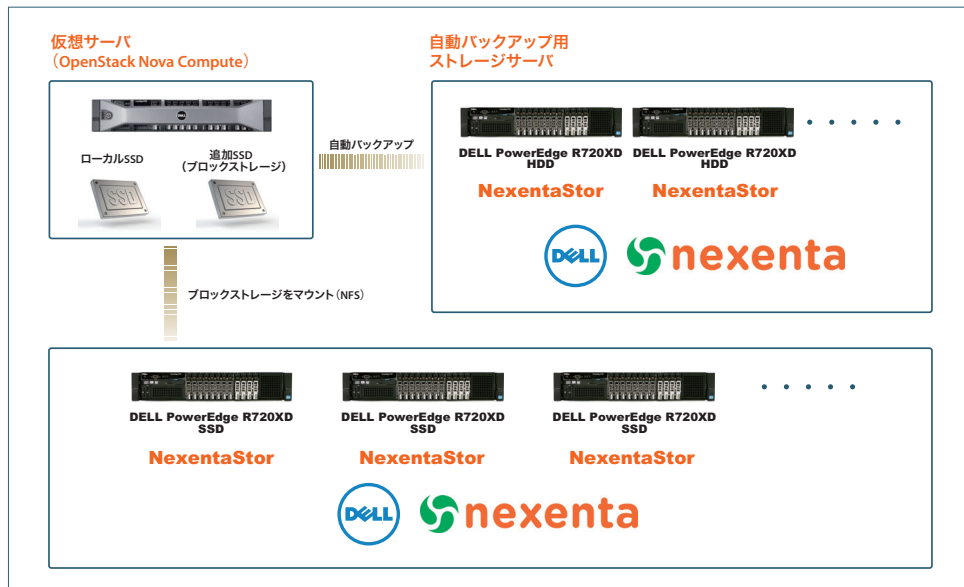 仮想サーバ
（OpenStack Nova Compute）
ローカルSSD
追加SSD
(ブロックストレージ)
SSD
SSD
自動バックアップ
自動バックアップ用
ストレージサーバ
DELL PowerEdge R720XD
HDD
NexentaStor
DELL PowerEdge R720XD
HDD
NexentaStor
DELL
nexenta
ブロックストレージをマウント（NFS）
DELL PowerEdge R720XD
SSD
NexentaStor
DELL PowerEdge R720XD
SSD
NexentaStor
DELL PowerEdge R720XD
SSD
NexentaStor
DELL
nexenta